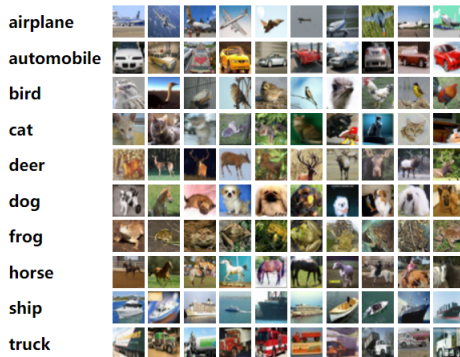 airplane
automobile
bird
cat
deer
dog
frog
horse
ship
truck